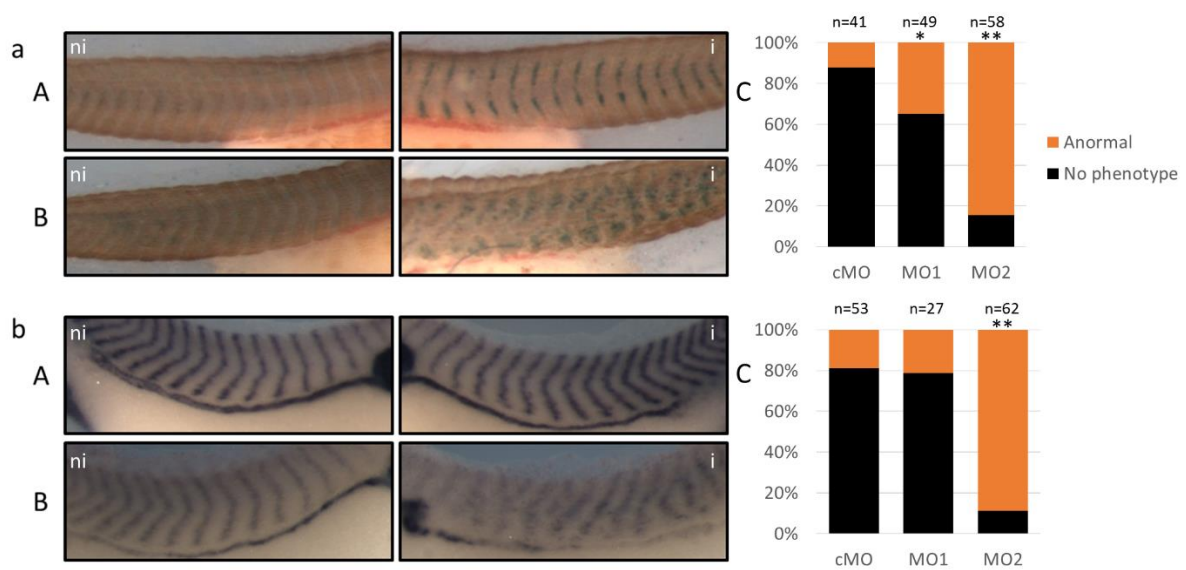 a
A
ni
i
B
ni
i
C
n=41 n=49 n=58
* **
100%
80%
60%
40%
20%
0%
cMO MO1 MO2
Anormal
No phenotype
b
A
ni
i
B
ni
i
C
n=53 n=27 n=62
**
100%
80%
60%
40%
20%
0%
cMO MO1 MO2